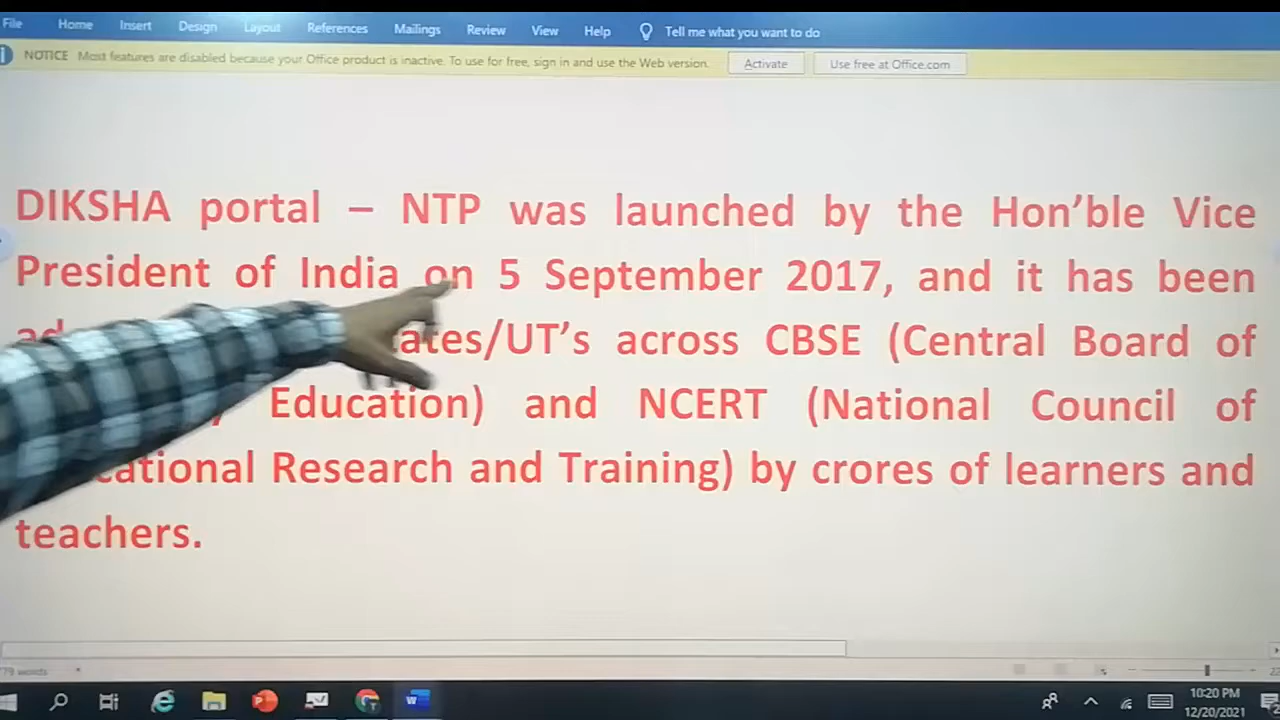 File Home Insert Design Layout References Mailings Review View Help Tell me what you want to do
NOTICE Most features are disabled because your Office product is inactive. To use for free, sign in and use the Web version. Activate Use free at Office.com
DIKSHA portal – NTP was launched by the Hon’ble Vice
President of India on 5 September 2017, and it has been
/UT’s across CBSE (Central Board of
Education) and NCERT (National Council of
Research and Training) by crores of learners and
teachers.
words
10:20 PM
12/20/2021